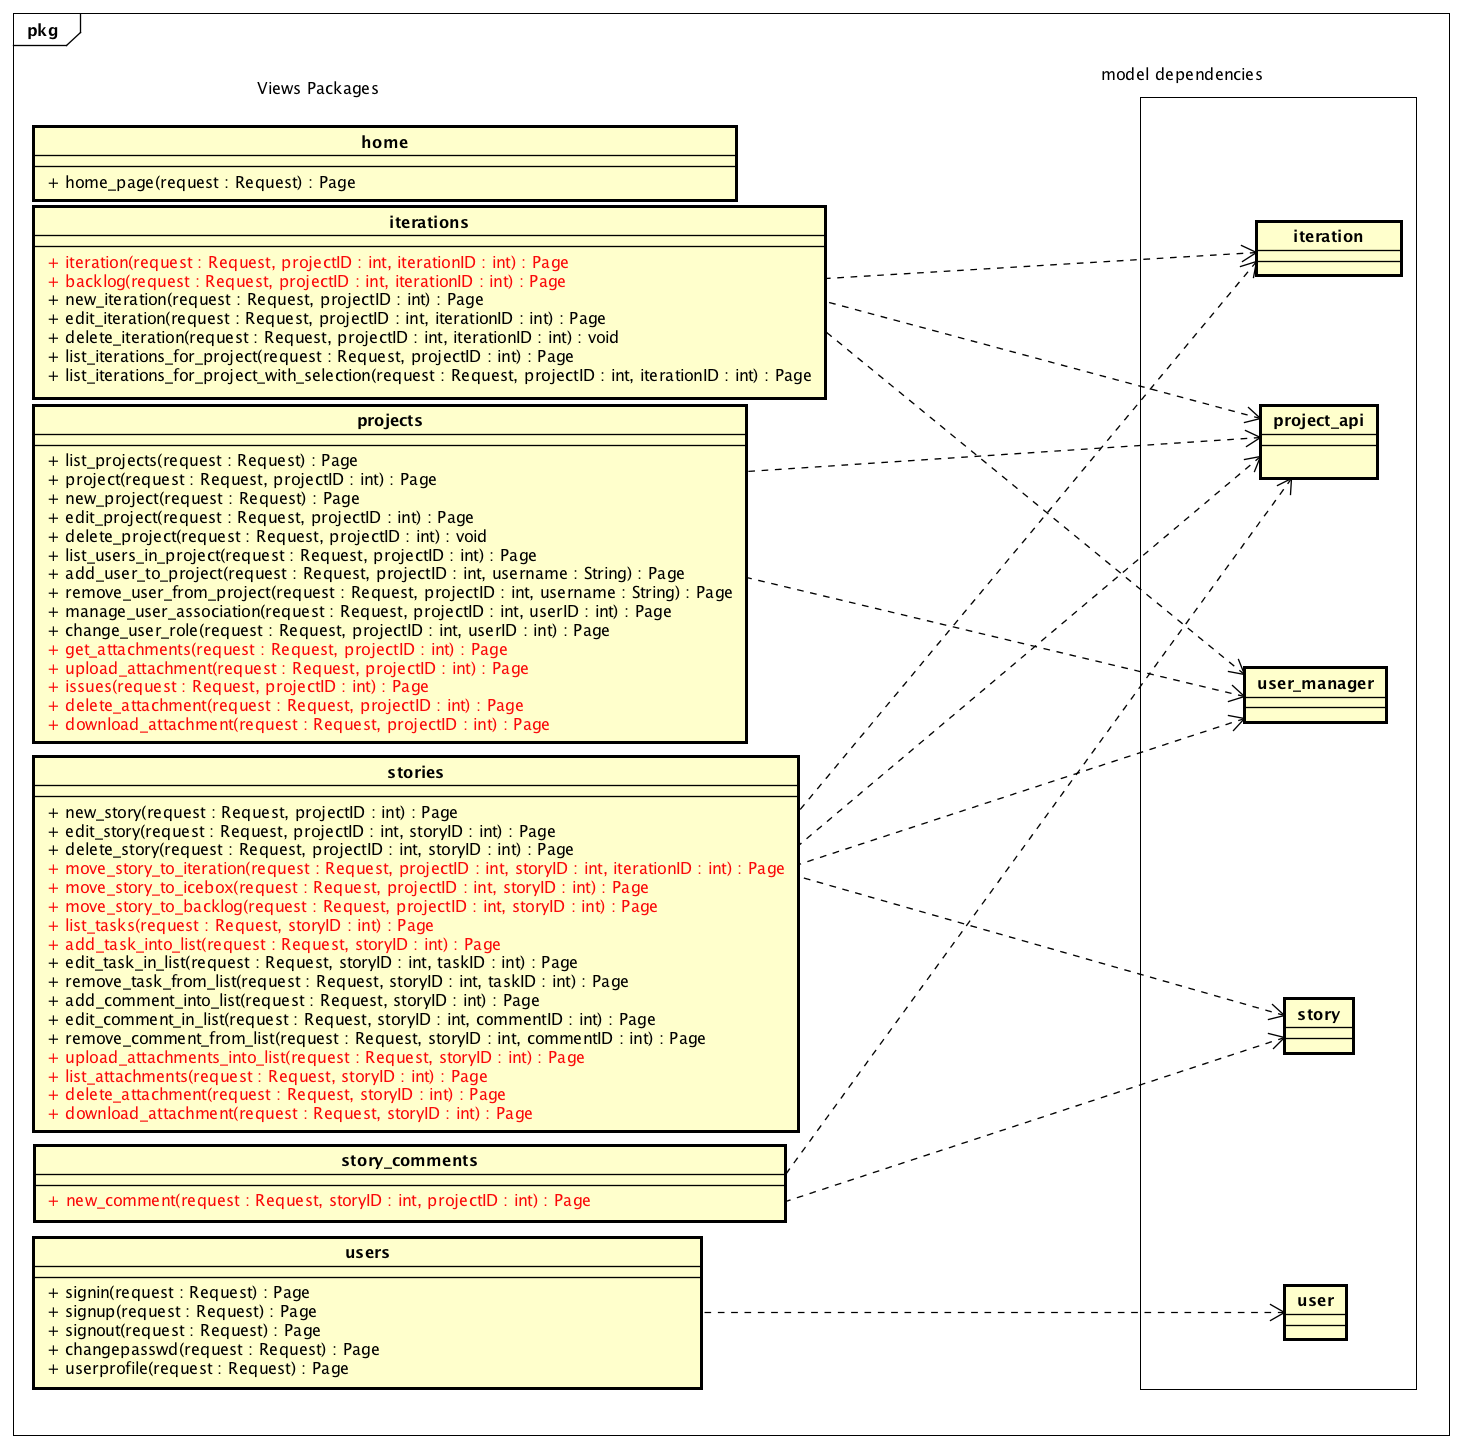 pkg
Views Packages
model dependencies
home
+ home_page(request : Request) : Page
iterations
+ iteration(request : Request, projectID : int, iterationID : int) : Page
+ backlog(request : Request, projectID : int, iterationID : int) : Page
+ new_iteration(request : Request, projectID : int) : Page
+ edit_iteration(request : Request, projectID : int, iterationID : int) : Page
+ delete_iteration(request : Request, projectID : int, iterationID : int) : void
+ list_iterations_for_project(request : Request, projectID : int) : Page
+ list_iterations_for_project_with_selection(request : Request, projectID : int, iterationID : int) : Page
projects
+ list_projects(request : Request) : Page
+ project(request : Request, projectID : int) : Page
+ new_project(request : Request) : Page
+ edit_project(request : Request, projectID : int) : Page
+ delete_project(request : Request, projectID : int) : void
+ list_users_in_project(request : Request, projectID : int) : Page
+ add_user_to_project(request : Request, projectID : int, username : String) : Page
+ remove_user_from_project(request : Request, projectID : int, username : String) : Page
+ manage_user_association(request : Request, projectID : int, userID : int) : Page
+ change_user_role(request : Request, projectID : int, userID : int) : Page
+ get_attachments(request : Request, projectID : int) : Page
+ upload_attachment(request : Request, projectID : int) : Page
+ issues(request : Request, projectID : int) : Page
+ delete_attachment(request : Request, projectID : int) : Page
+ download_attachment(request : Request, projectID : int) : Page
stories
+ new_story(request : Request, projectID : int) : Page
+ edit_story(request : Request, projectID : int, storyID : int) : Page
+ delete_story(request : Request, projectID : int, storyID : int) : Page
+ move_story_to_iteration(request : Request, projectID : int, storyID : int, iterationID : int) : Page
+ move_story_to_icebox(request : Request, projectID : int, storyID : int) : Page
+ move_story_to_backlog(request : Request, projectID : int, storyID : int) : Page
+ list_tasks(request : Request, storyID : int) : Page
+ add_task_into_list(request : Request, storyID : int) : Page
+ edit_task_in_list(request : Request, storyID : int, taskID : int) : Page
+ remove_task_from_list(request : Request, storyID : int, taskID : int) : Page
+ add_comment_into_list(request : Request, storyID : int) : Page
+ edit_comment_in_list(request : Request, storyID : int, commentID : int) : Page
+ remove_comment_from_list(request : Request, storyID : int, commentID : int) : Page
+ upload_attachments_into_list(request : Request, storyID : int) : Page
+ list_attachments(request : Request, storyID : int) : Page
+ delete_attachment(request : Request, storyID : int) : Page
+ download_attachment(request : Request, storyID : int) : Page
story_comments
+ new_comment(request : Request, storyID : int, projectID : int) : Page
users
+ signin(request : Request) : Page
+ signup(request : Request) : Page
+ signout(request : Request) : Page
+ changepasswd(request : Request) : Page
+ userprofile(request : Request) : Page
iteration
project_api
user_manager
story
user